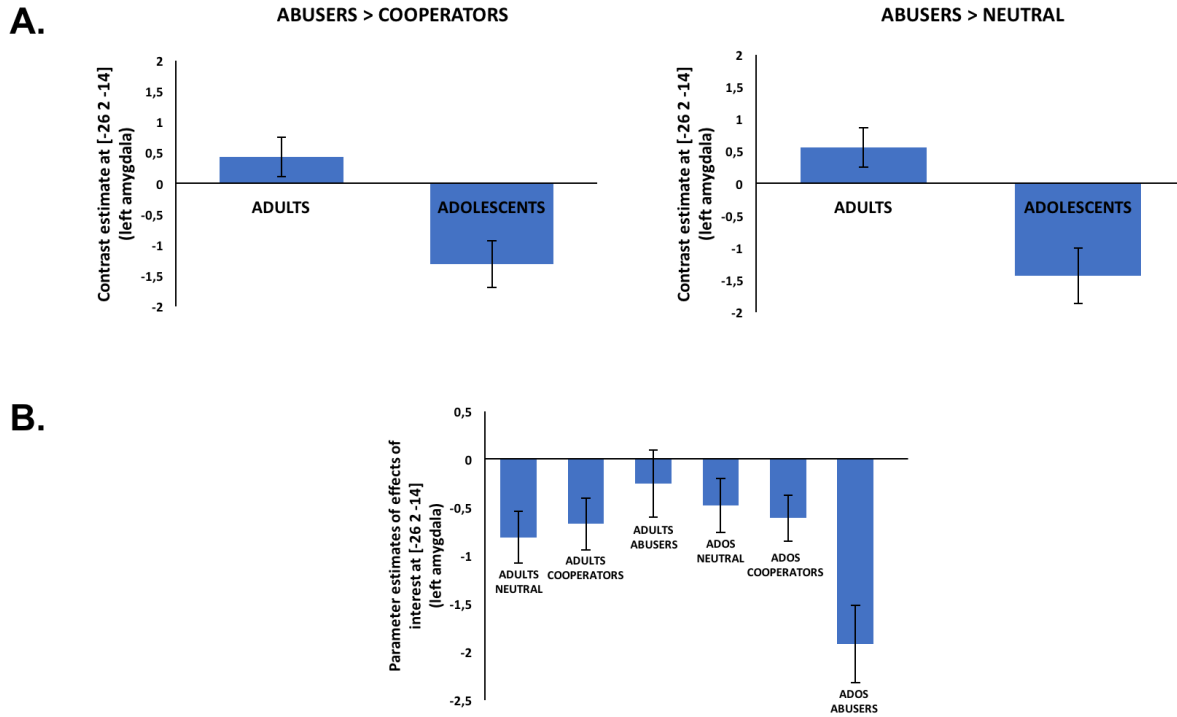 A.
ABUSERS > COOPERATORS
Contrast estimate at [-26 2 -14]
(left amygdala)
2
1,5
1
0,5
0
-0,5
-1
-1,5
-2
ADULTS
ADOLESCENTS
ABUSERS > NEUTRAL
Contrast estimate at [-26 2 -14]
(left amygdala)
2
1,5
1
0,5
0
-0,5
-1
-1,5
-2
ADULTS
ADOLESCENTS
B.
Parameter estimates of effects of
interest at [-26 2 -14]
(left amygdala)
0,5
0
-0,5
-1
-1,5
-2
-2,5
ADULTS
NEUTRAL
ADULTS
COOPERATORS
ADULTS
ABUSERS
ADOS
NEUTRAL
ADOS
COOPERATORS
ADOS
ABUSERS